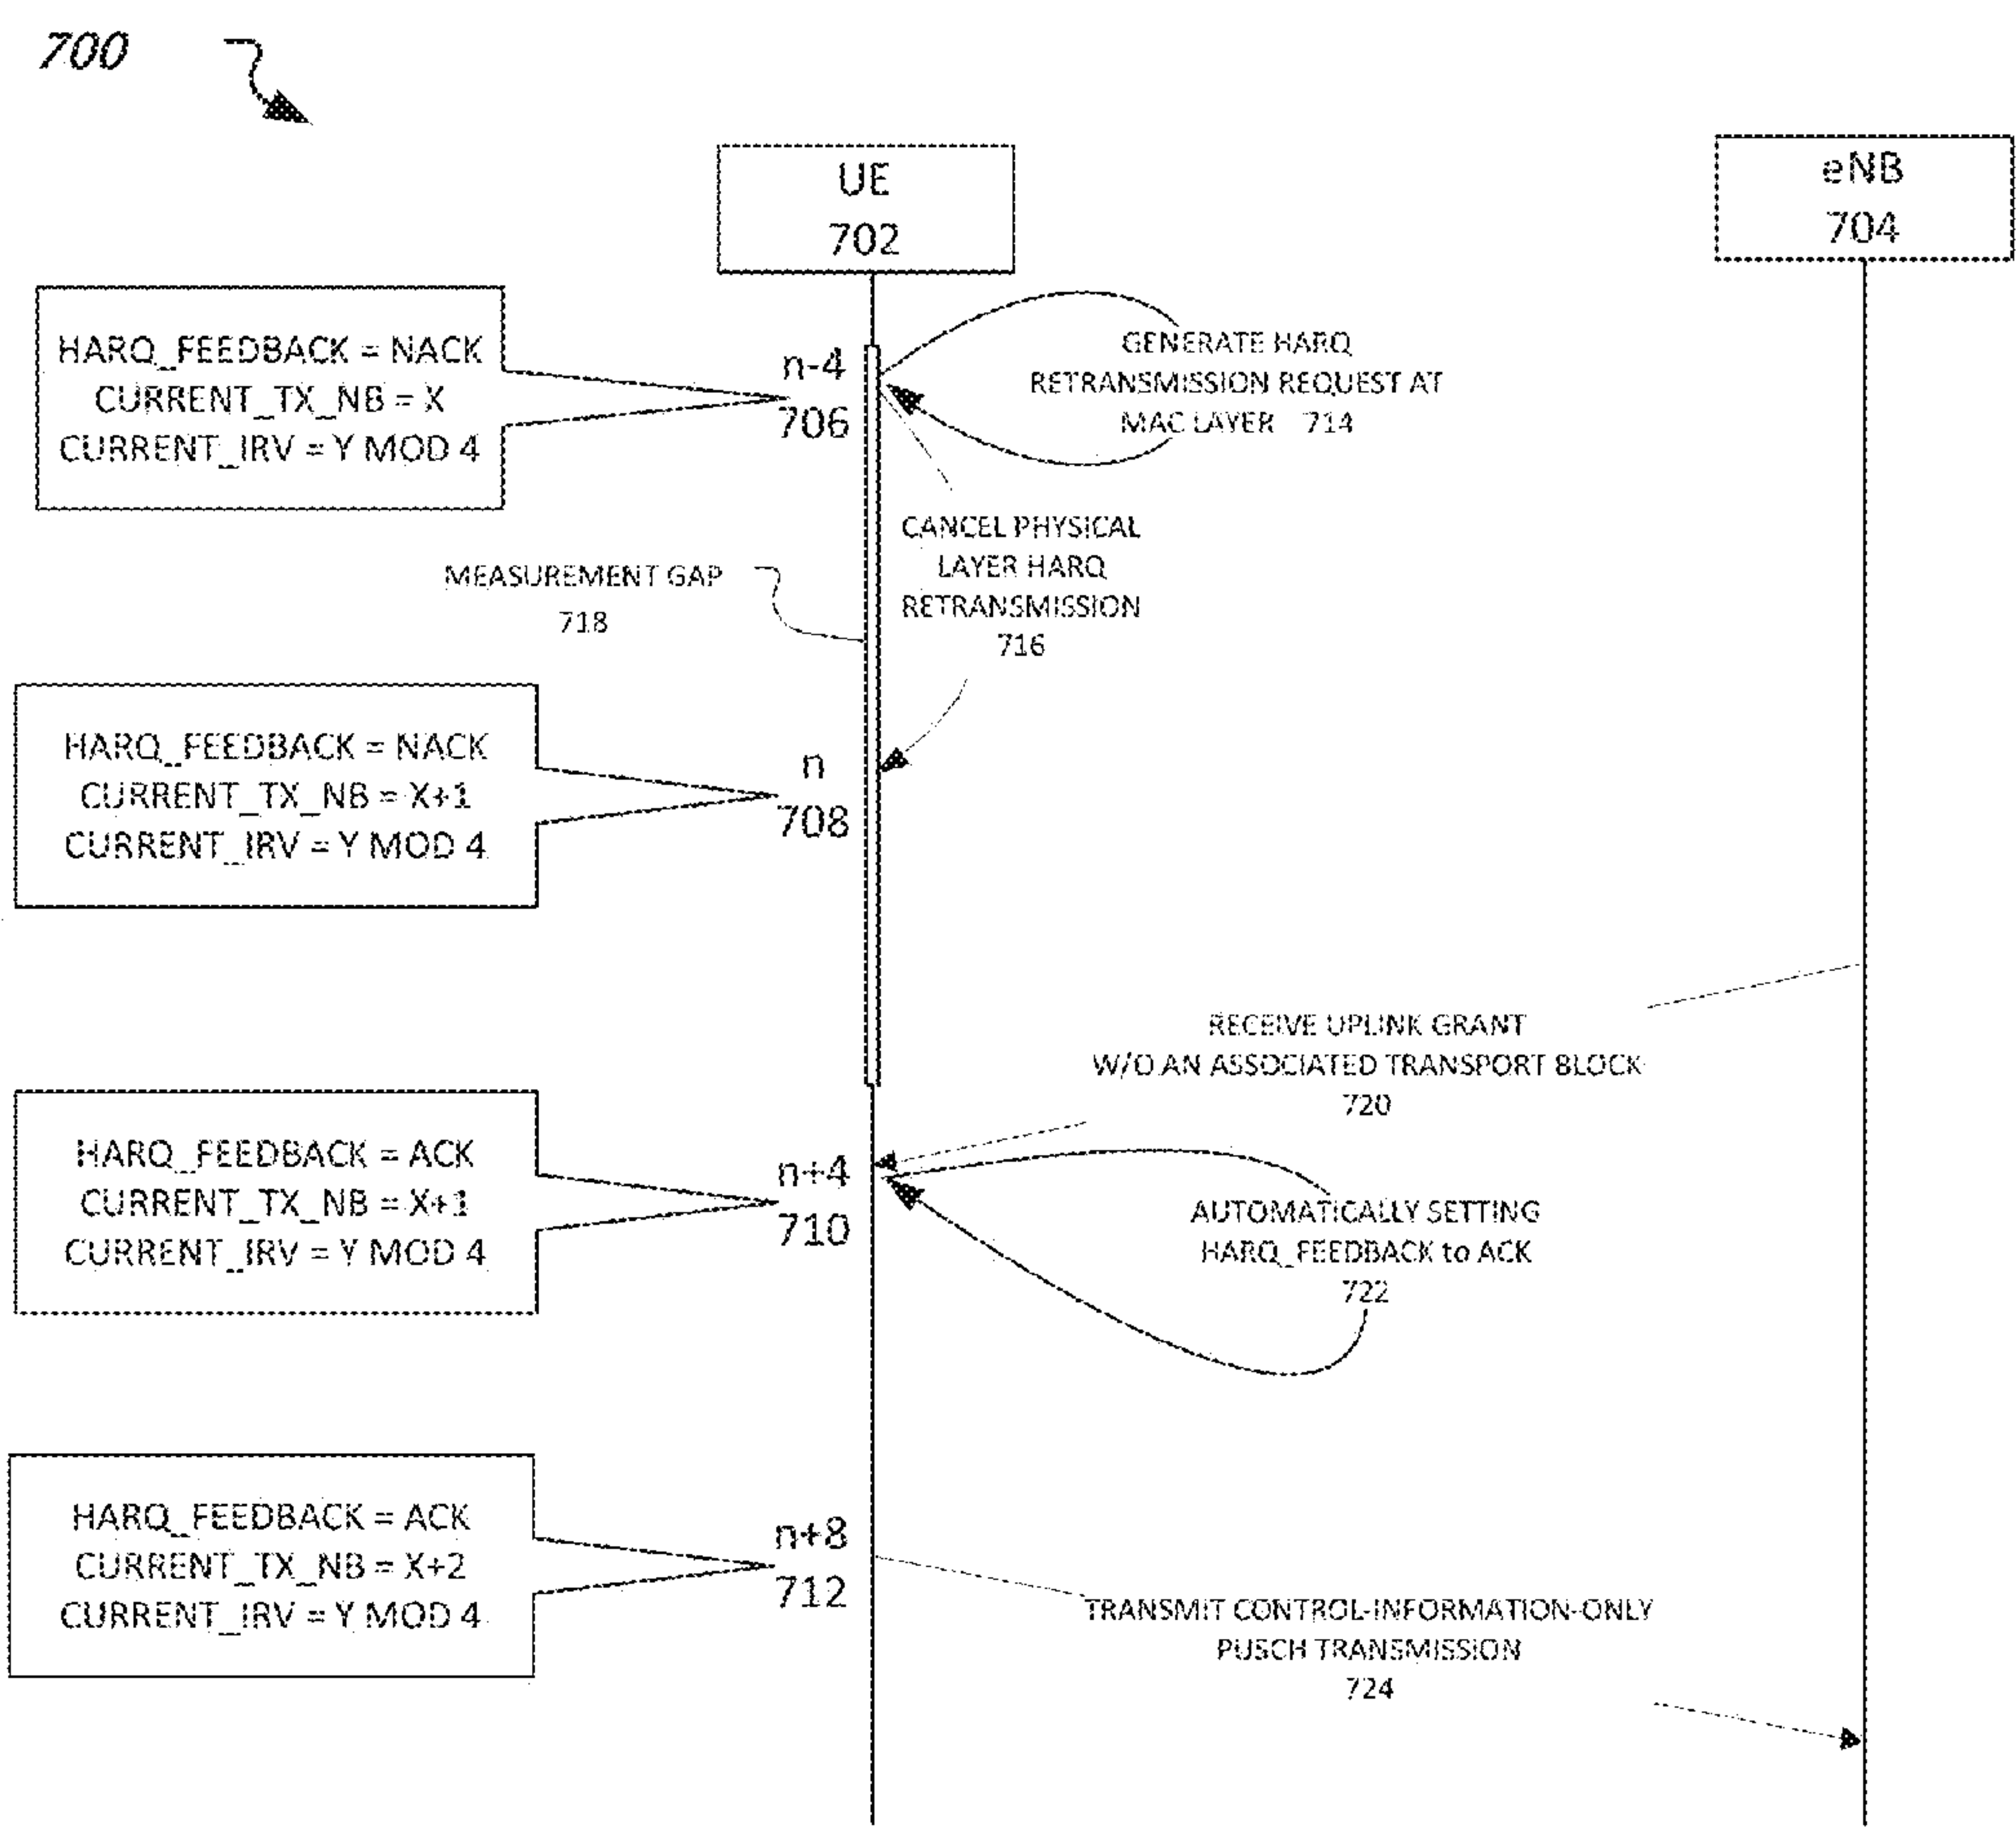 700
UE
702
eNB
704
HARQ_FEEDBACK = NACK
CURRENT_TX_NB = X
CURRENT_IRV = Y MOD 4
n-4
706
GENERATE HARQ
RETRANSMISSION REQUEST AT
MAC LAYER 714
CANCEL PHYSICAL
LAYER HARQ
RETRANSMISSION
716
MEASUREMENT GAP
718
HARQ_FEEDBACK = NACK
CURRENT_TX_NB = X+1
CURRENT_IRV = Y MOD 4
n
708
RECEIVE UPLINK GRANT
W/O AN ASSOCIATED TRANSPORT BLOCK
720
HARQ_FEEDBACK = ACK
CURRENT_TX_NB = X+1
CURRENT_IRV = Y MOD 4
n+4
710
AUTOMATICALLY SETTING
HARQ_FEEDBACK to ACK
722
HARQ_FEEDBACK = ACK
CURRENT_TX_NB = X+2
CURRENT_IRV = Y MOD 4
n+8
712
TRANSMIT CONTROL-INFORMATION-ONLY
PUSCH TRANSMISSION
724